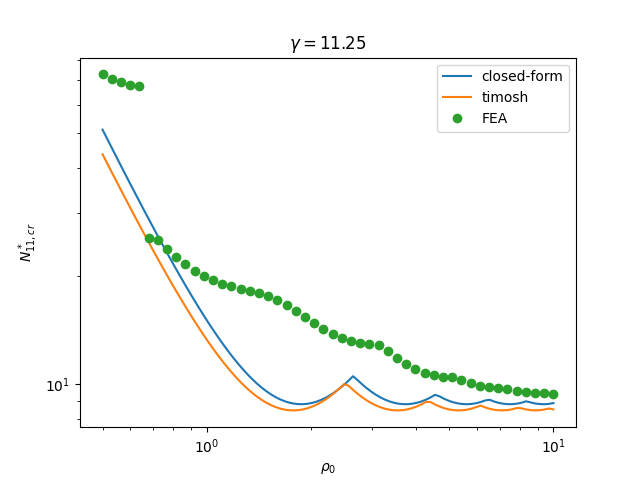 γ = 11.25
closed-form
timosh
FEA
N*₁₁,cr
10¹
10⁰
10¹
ρ₀